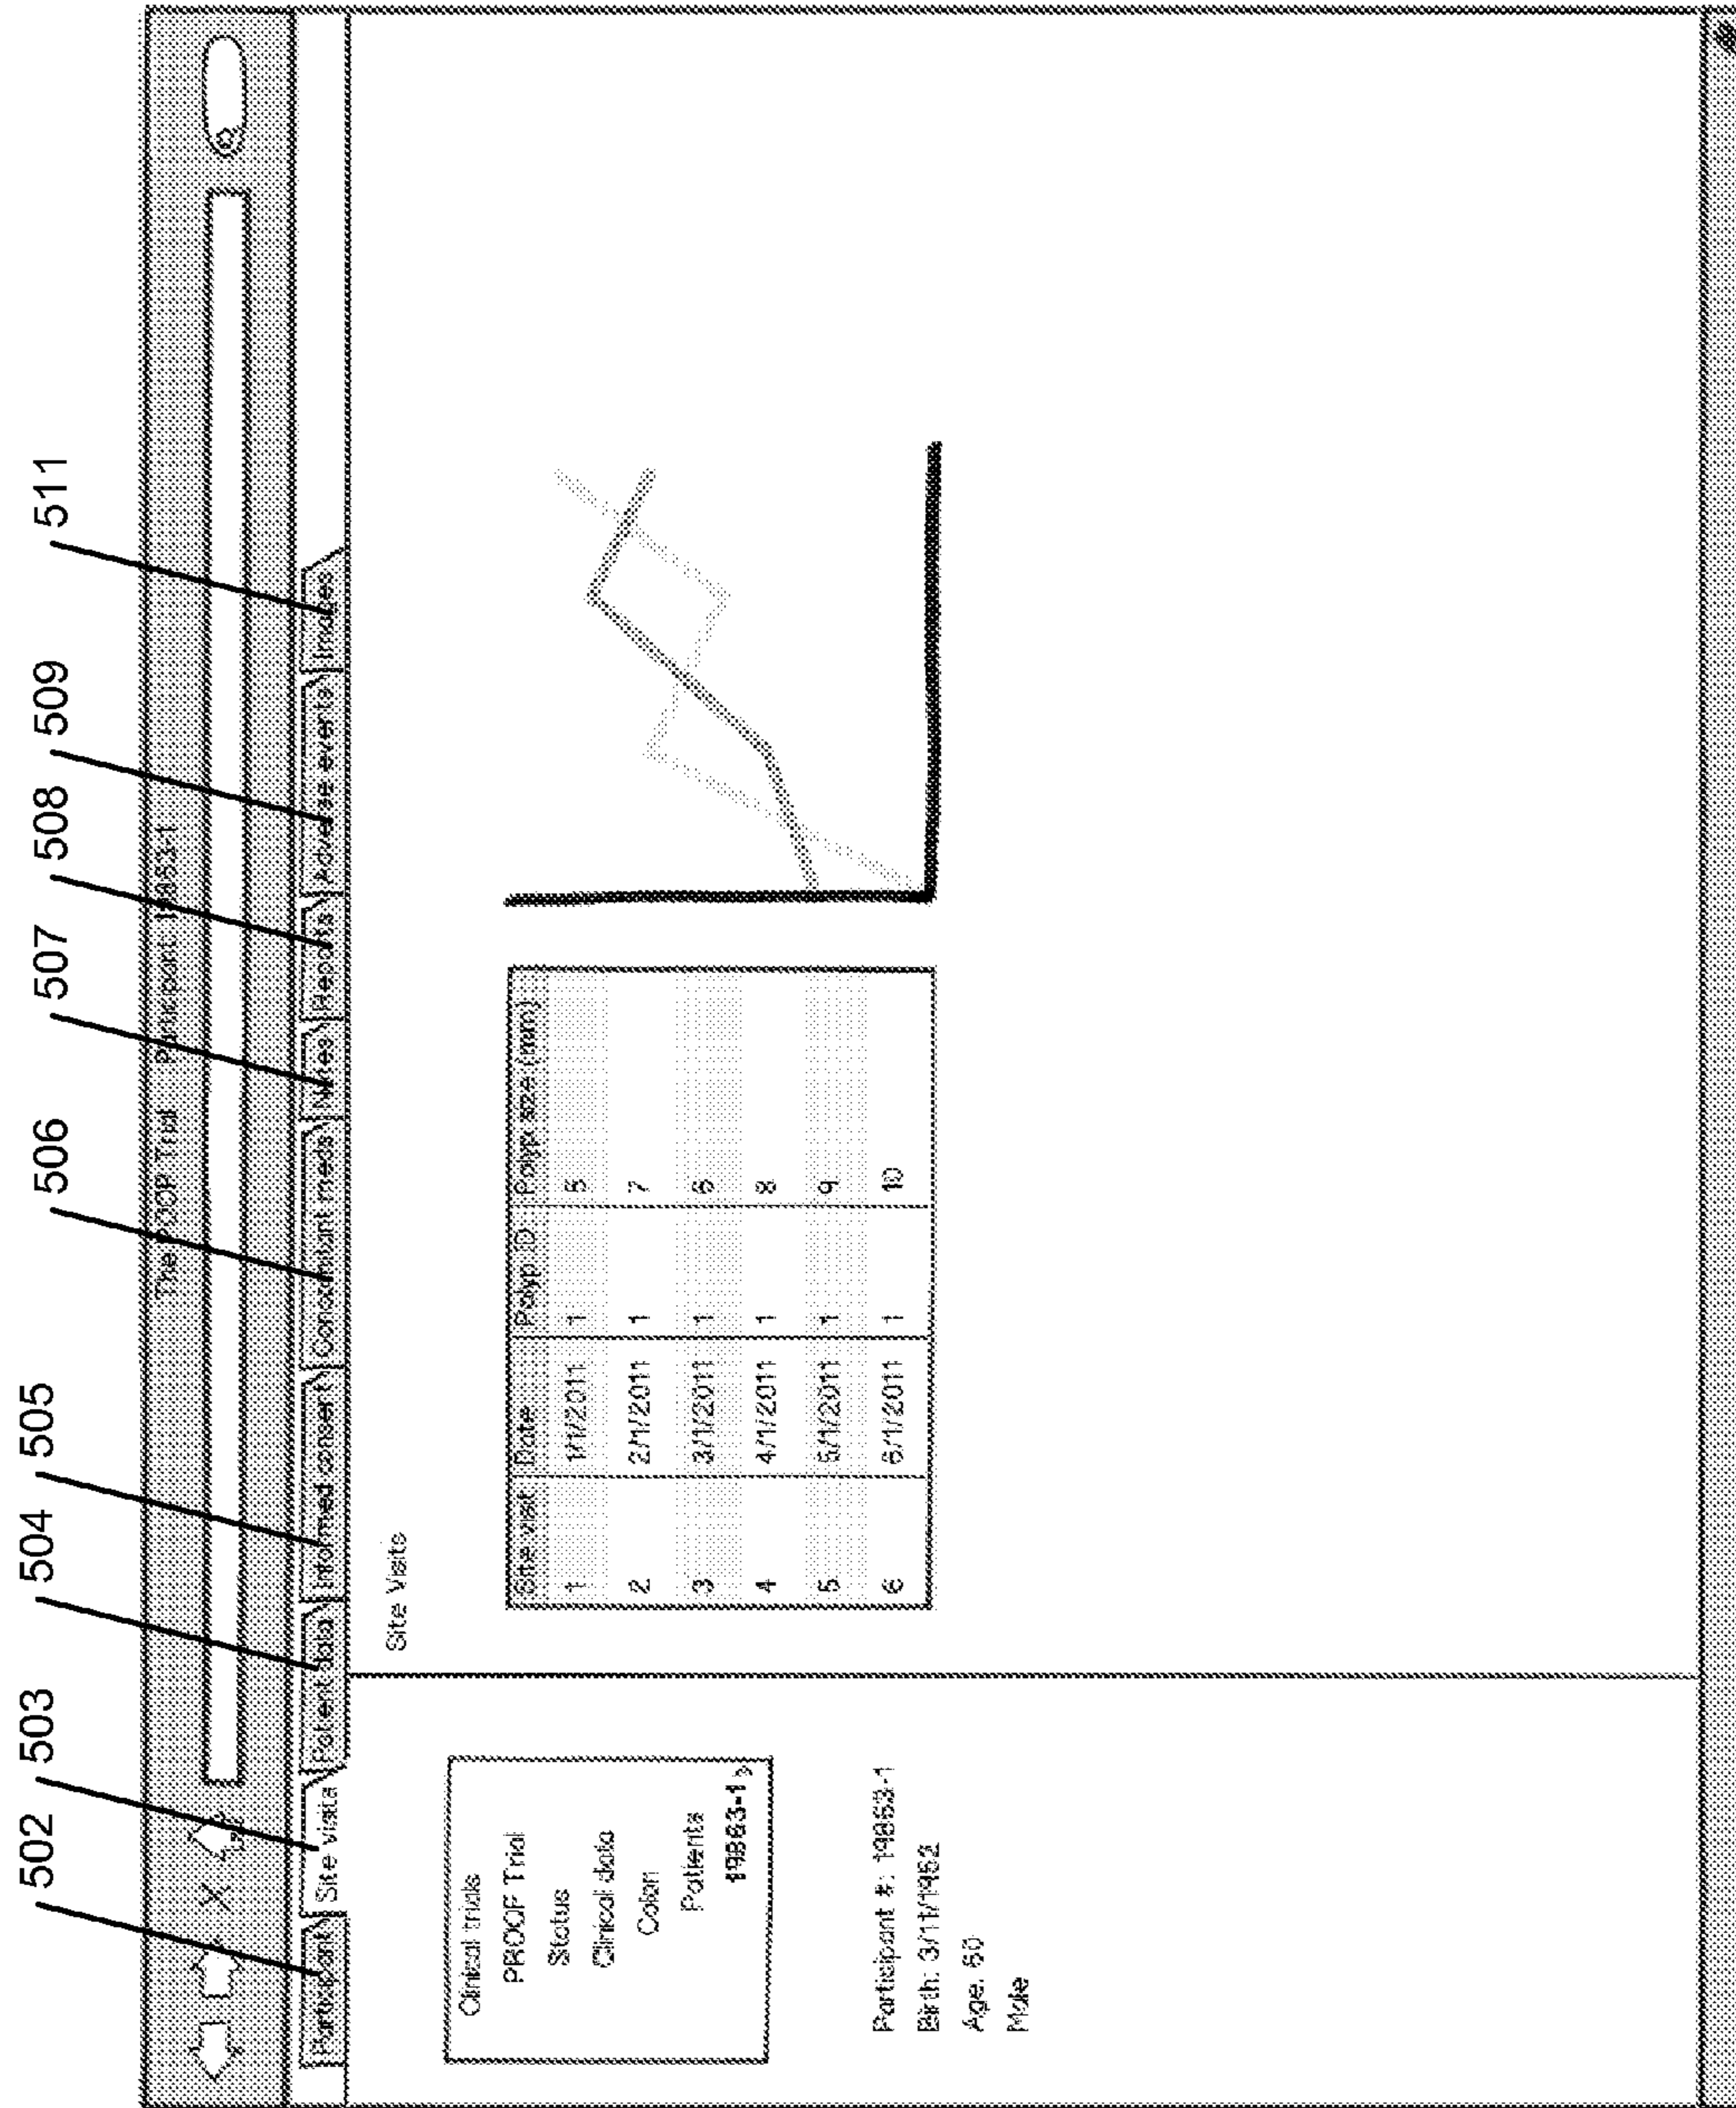 502 503 504 505 506 507 508 509 511
The Trial Participant:
Participant Site visits Patient data Informed consent Concomitant meds Notes Reports Adverse events Images
Clinical trials
PROOF Trial
Status
Clinical data
Colon
Patients
19863-1 >
Participant #: 19863-1
Birth: 3/11/1952
Age: 60
Male
Site Visits
Site visit Date Polyp ID Polyp size (mm)
1 1/1/2011 1 5
2 2/1/2011 1 7
3 3/1/2011 1 6
4 4/1/2011 1 8
5 5/1/2011 1 9
6 6/1/2011 1 10